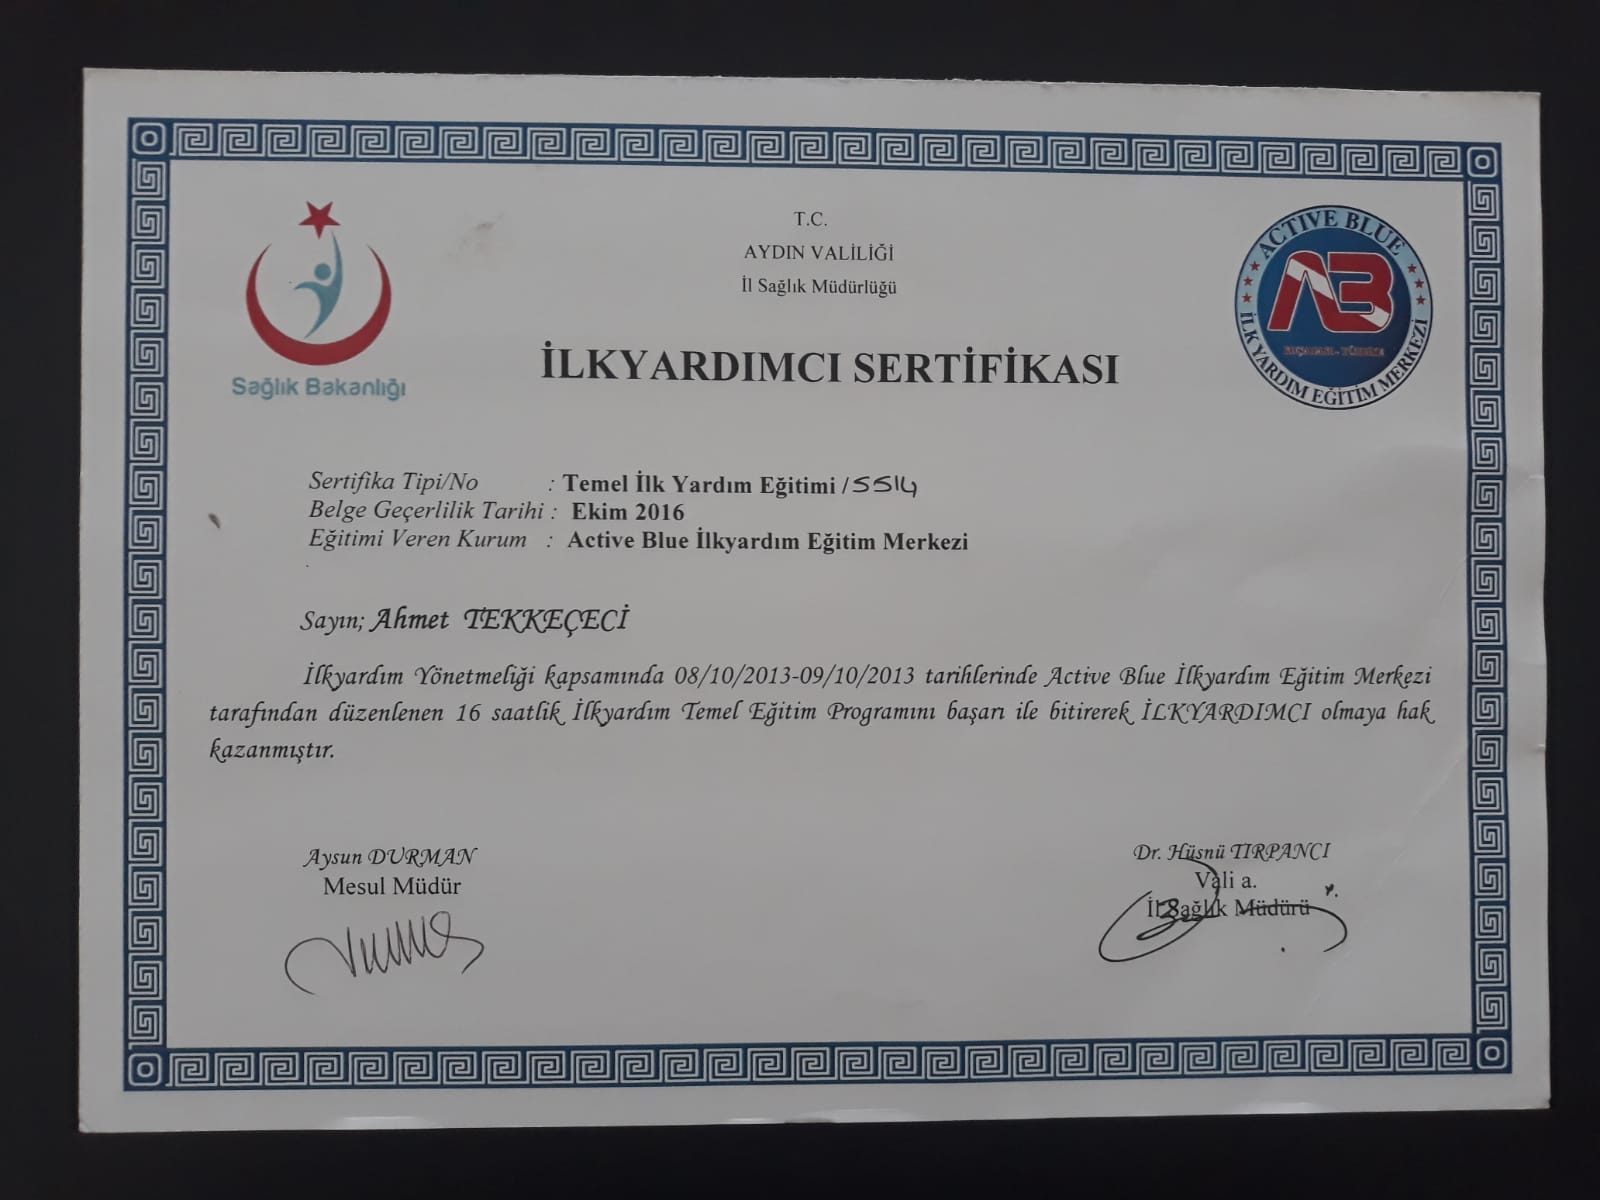 T.C.
AYDIN VALİLİĞİ
İl Sağlık Müdürlüğü
Sağlık Bakanlığı
ACTIVE BLUE
AB
İLKYARDIM EĞİTİM MERKEZİ
İLKYARDIMCI SERTİFİKASI
Sertifika Tipi/No : Temel İlk Yardım Eğitimi /5514
Belge Geçerlilik Tarihi : Ekim 2016
Eğitimi Veren Kurum : Active Blue İlkyardım Eğitim Merkezi
Sayın; Ahmet TEKKEÇECİ
İlkyardım Yönetmeliği kapsamında 08/10/2013-09/10/2013 tarihlerinde Active Blue İlkyardım Eğitim Merkezi
tarafından düzenlenen 16 saatlik İlkyardım Temel Eğitim Programını başarı ile bitirerek İLKYARDIMCI olmaya hak
kazanmıştır.
Aysun DURMAN
Mesul Müdür
Dr. Hüsnü TIRPANCI
Vali a.
İl Sağlık Müdürü